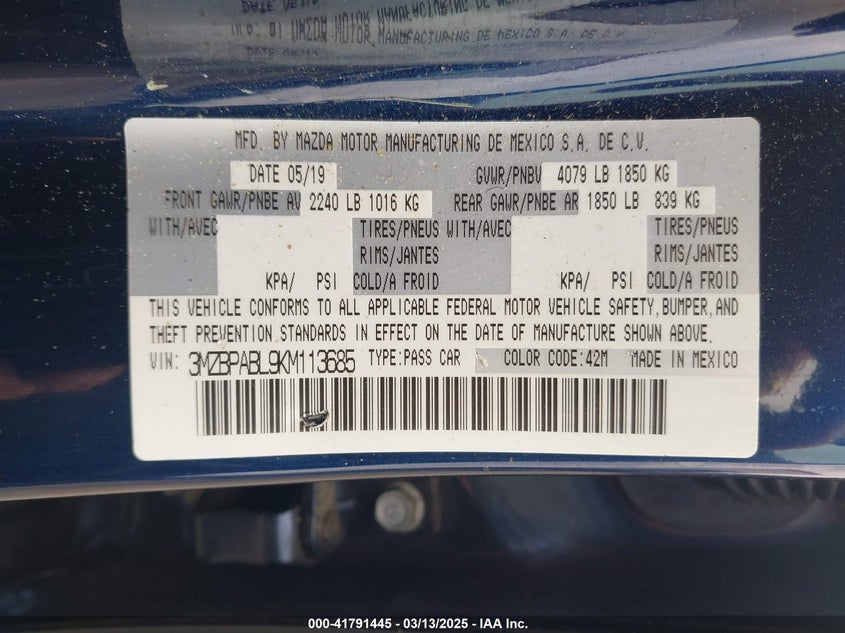 MFD. BY MAZDA MOTOR MANUFACTURING DE MEXICO S.A. DE C.V.
DATE 05/19 GVWR/PNBV 4079 LB 1850 KG
FRONT GAWR/PNBE AV 2240 LB 1016 KG REAR GAWR/PNBE AR 1850 LB 839 KG
WITH/AVEC TIRES/PNEUS WITH/AVEC TIRES/PNEUS
RIMS/JANTES RIMS/JANTES
KPA/ PSI COLD/A FROID KPA/ PSI COLD/A FROID
THIS VEHICLE CONFORMS TO ALL APPLICABLE FEDERAL MOTOR VEHICLE SAFETY, BUMPER, AND
THEFT PREVENTION STANDARDS IN EFFECT ON THE DATE OF MANUFACTURE SHOWN ABOVE.
VIN: 3MZBPABL9KM113685 TYPE:PASS CAR COLOR CODE:42M MADE IN MEXICO
000-41791445 - 03/13/2025 - IAA Inc.